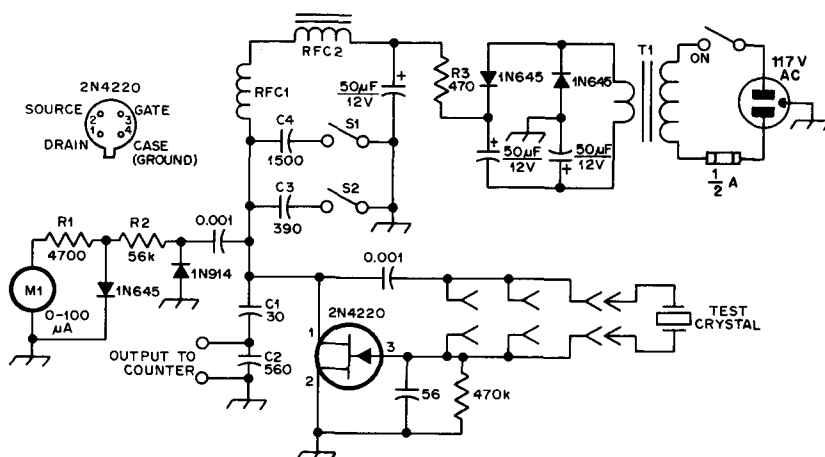 RFC2
RFC1
50µF
12V
+
R3
470
1N645
1N645
T1
ON
117 V
AC
2N4220
SOURCE
GATE
2
3
1
4
DRAIN
CASE
(GROUND)
C4
1500
S1
+
50µF
12V
+
50µF
12V
1/2 A
C3
390
S2
R1
4700
R2
56k
0.001
1N914
0.001
M1
0-100
µA
1N645
C1
30
2N4220
1
3
2
TEST
CRYSTAL
OUTPUT TO
COUNTER
C2
560
56
470k